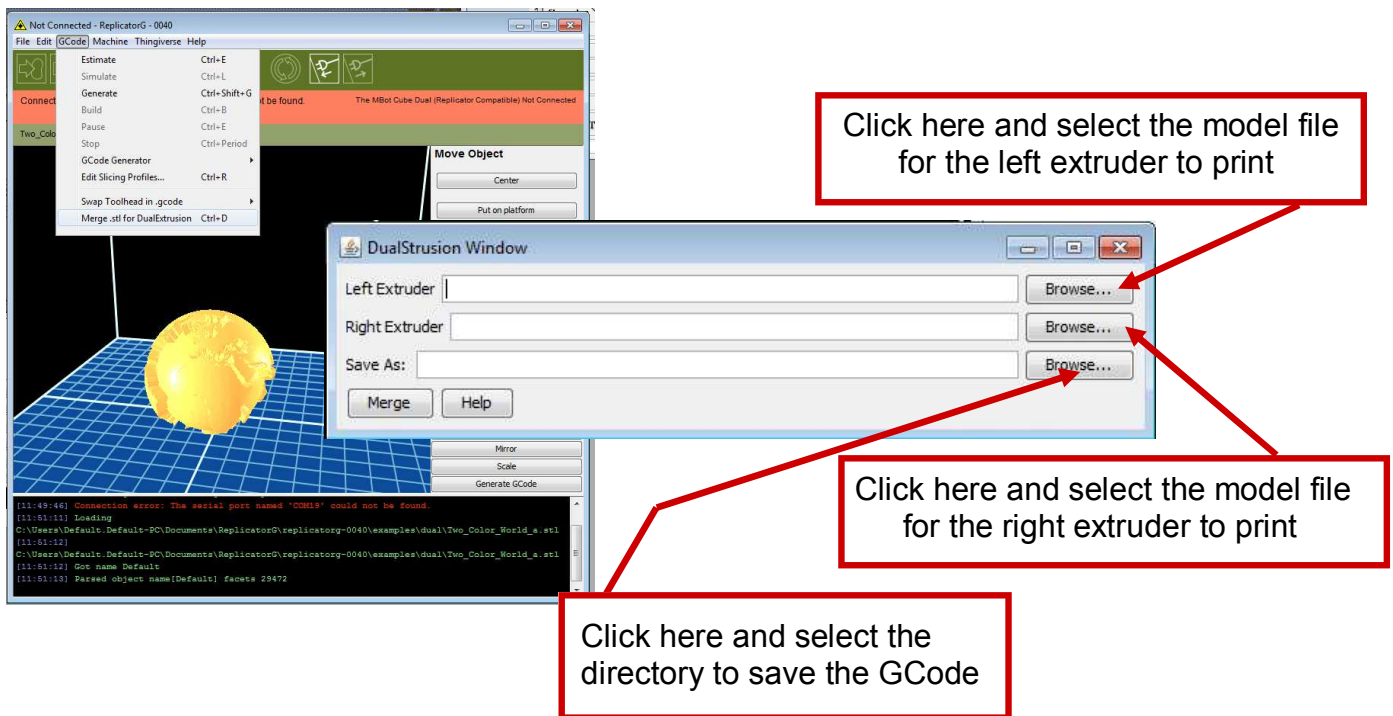 Not Connected - ReplicatorG - 0040
File Edit GCode Machine Thingiverse Help
Estimate Ctrl+E
Simulate Ctrl+L
Generate Ctrl+Shift+G
Build Ctrl+B
Pause Ctrl+E
Stop Ctrl+Period
GCode Generator
Edit Slicing Profiles... Ctrl+R
Swap Toolhead in .gcode
Merge .stl for DualExtrusion Ctrl+D
Connect
t be found. The MBot Cube Dual (Replicator Compatible) Not Connected
Two_Colo
Move Object
Center
Put on platform
Click here and select the model file
for the left extruder to print
DualStrusion Window
Left Extruder Browse...
Right Extruder Browse...
Save As: Browse...
Merge Help
Mirror
Scale
Generate GCode
Click here and select the model file
for the right extruder to print
[11:49:46] Connection error: The serial port named 'COM19' could not be found.
[11:51:11] Loading
C:\Users\Default.Default-PC\Documents\ReplicatorG\replicatorg-0040\examples\dual\Two_Color_World_a.stl
[11:51:12]
C:\Users\Default.Default-PC\Documents\ReplicatorG\replicatorg-0040\examples\dual\Two_Color_World_a.stl
[11:51:12] Got name Default
[11:51:13] Parsed object name[Default] facets 29472
Click here and select the
directory to save the GCode